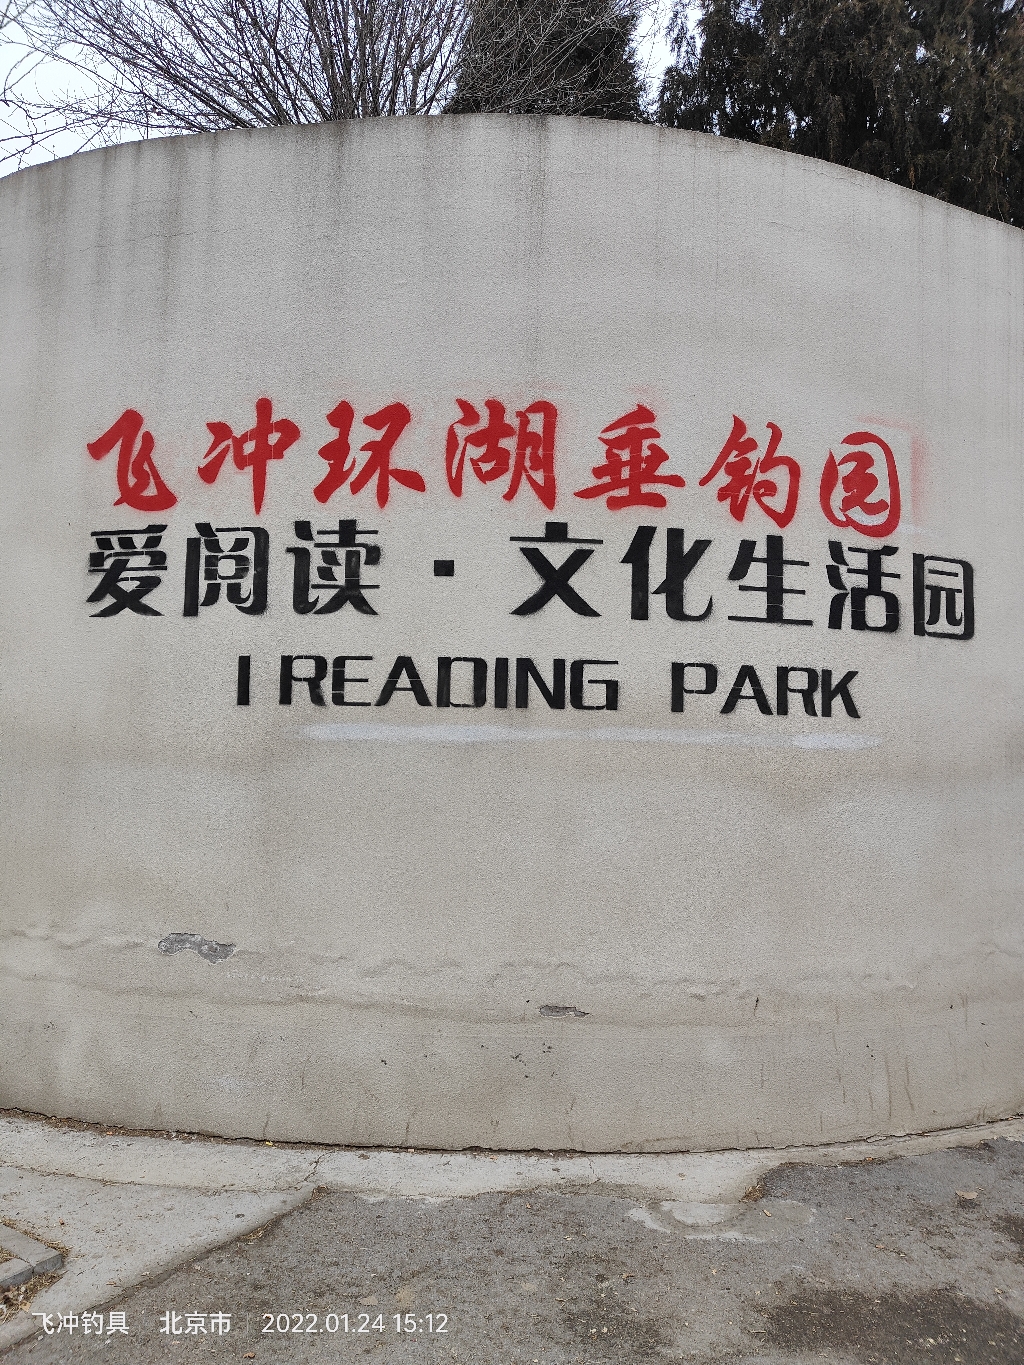 飞冲环湖垂钓园
爱阅读·文化生活园
I READING PARK
飞冲钓具 北京市 2022.01.24 15:12